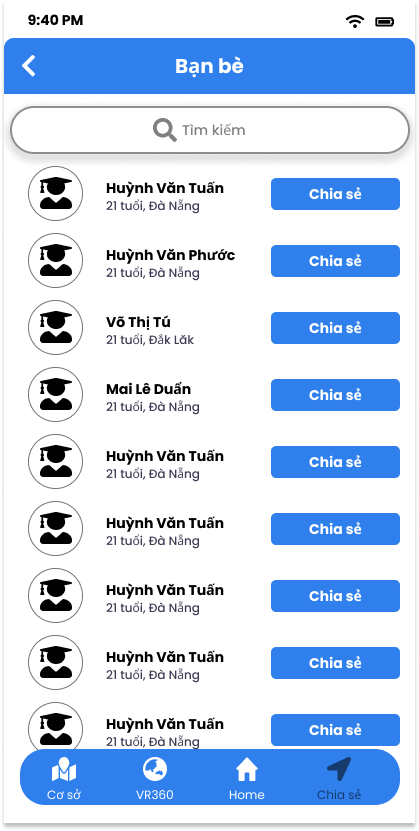 9:40 PM
Bạn bè
Tìm kiếm
Huỳnh Văn Tuấn
21 tuổi, Đà Nẵng
Chia sẻ
Huỳnh Văn Phước
21 tuổi, Đà Nẵng
Chia sẻ
Võ Thị Tú
21 tuổi, Đắk Lăk
Chia sẻ
Mai Lê Duẩn
21 tuổi, Đà Nẵng
Chia sẻ
Huỳnh Văn Tuấn
21 tuổi, Đà Nẵng
Chia sẻ
Huỳnh Văn Tuấn
21 tuổi, Đà Nẵng
Chia sẻ
Huỳnh Văn Tuấn
21 tuổi, Đà Nẵng
Chia sẻ
Huỳnh Văn Tuấn
21 tuổi, Đà Nẵng
Chia sẻ
Huỳnh Văn Tuấn
21 tuổi, Đà Nẵng
Chia sẻ
Cơ sở
VR360
Home
Chia sẻ